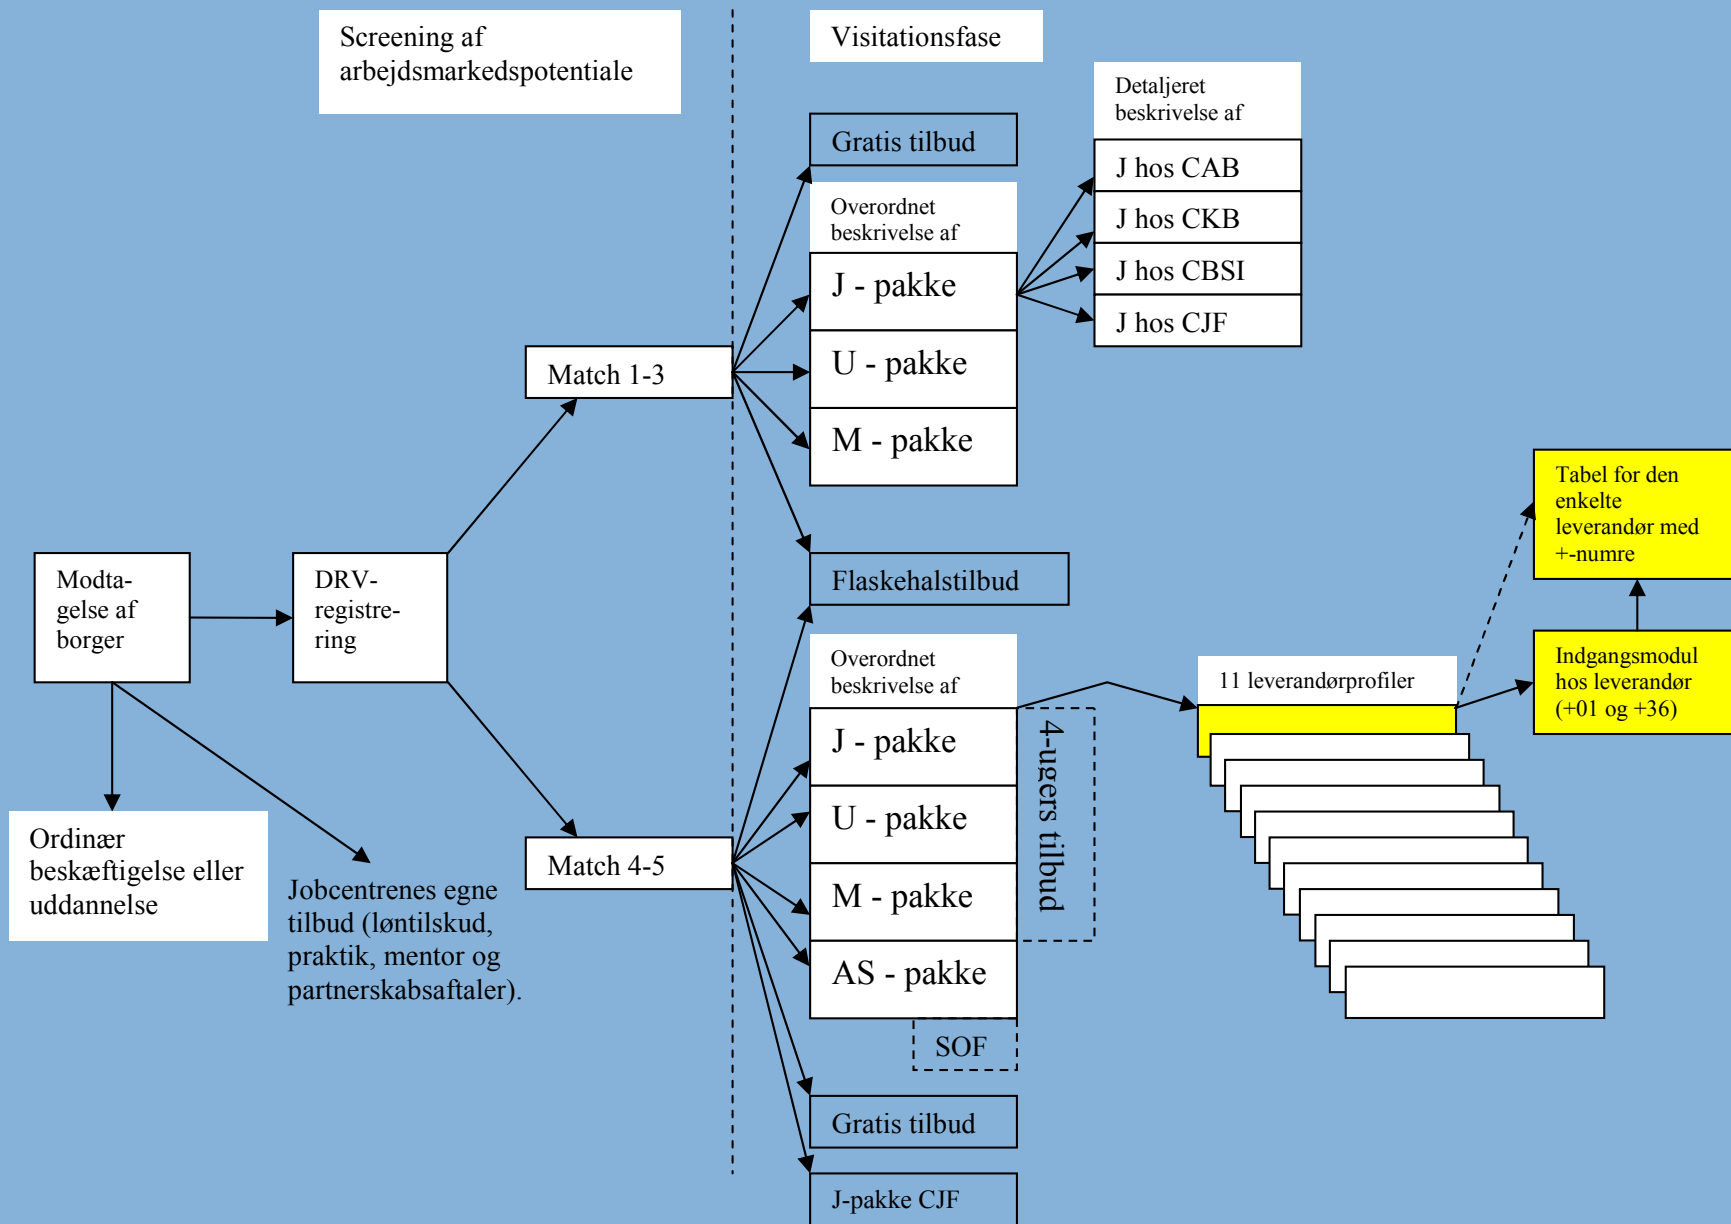 Screening af
arbejdsmarkedspotentiale
Visitationsfase
Detaljeret
beskrivelse af
Gratis tilbud
J hos CAB
J hos CKB
J hos CBSI
J hos CJF
Overordnet
beskrivelse af
J - pakke
U - pakke
M - pakke
Match 1-3
Tabel for den
enkelte
leverandør med
+-numre
Modta-
gelse af
borger
DRV-
registre-
ring
Flaskehalstilbud
Overordnet
beskrivelse af
J - pakke
U - pakke
M - pakke
AS - pakke
4-ugers tilbud
SOF
11 leverandørprofiler
Indgangsmodul
hos leverandør
(+01 og +36)
Match 4-5
Ordinær
beskæftigelse eller
uddannelse
Jobcentrenes egne
tilbud (løntilskud,
praktik, mentor og
partnerskabsaftaler).
Gratis tilbud
J-pakke CJF